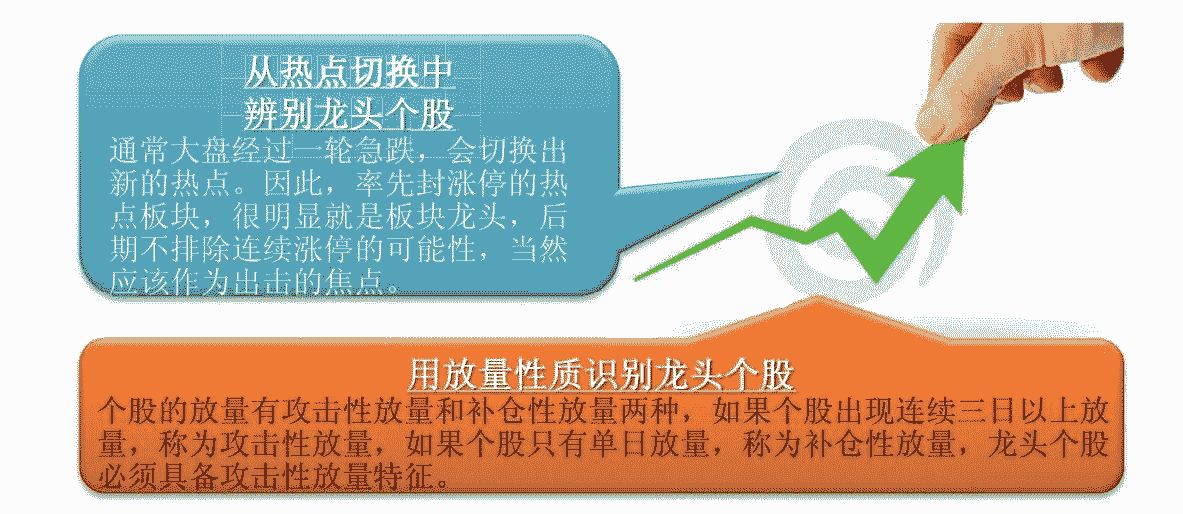 从热点切换中
辨别龙头个股
通常大盘经过一轮急跌，会切换出
新的热点。因此，率先封涨停的热
点板块，很明显就是板块龙头，后
期不排除连续涨停的可能性，当然
应该作为出击的焦点。
用放量性质识别龙头个股
个股的放量有攻击性放量和补仓性放量两种，如果个股出现连续三日以上放
量，称为攻击性放量，如果个股只有单日放量，称为补仓性放量，龙头个股
必须具备攻击性放量特征。